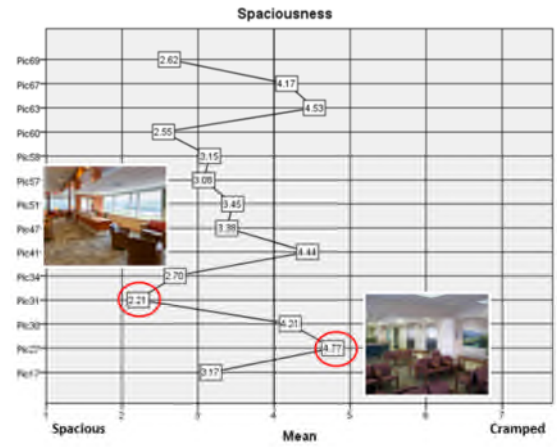 Spaciousness
Pic69 2.62
Pic67 4.17
Pic63 4.53
Pic60 2.55
Pic58 3.15
Pic57 3.08
Pic51 3.45
Pic47 3.38
Pic41 4.44
Pic34 2.70
Pic31 2.21
Pic30 4.21
4.77
3.17
1 2 3 4 5 6 7
Spacious Mean Cramped